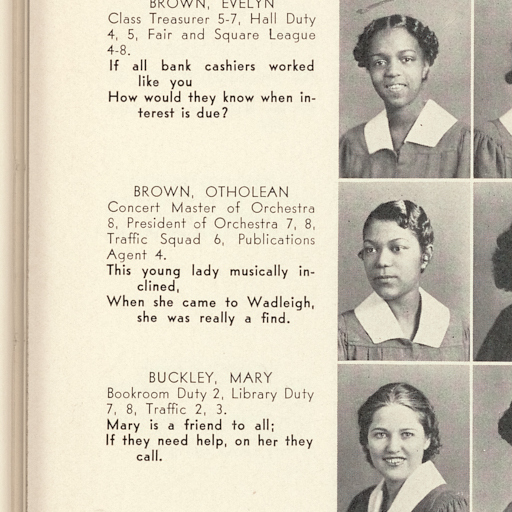 BROWN, EVELYN
Class Treasurer 5-7, Hall Duty
4, 5, Fair and Square League
4-8.
If all bank cashiers worked
like you
How would they know when in-
terest is due?
BROWN, OTHOLEAN
Concert Master of Orchestra
8, President of Orchestra 7, 8,
Traffic Squad 6, Publications
Agent 4.
This young lady musically in-
clined,
When she came to Wadleigh,
she was really a find.
BUCKLEY, MARY
Bookroom Duty 2, Library Duty
7, 8, Traffic 2, 3.
Mary is a friend to all;
If they need help, on her they
call.